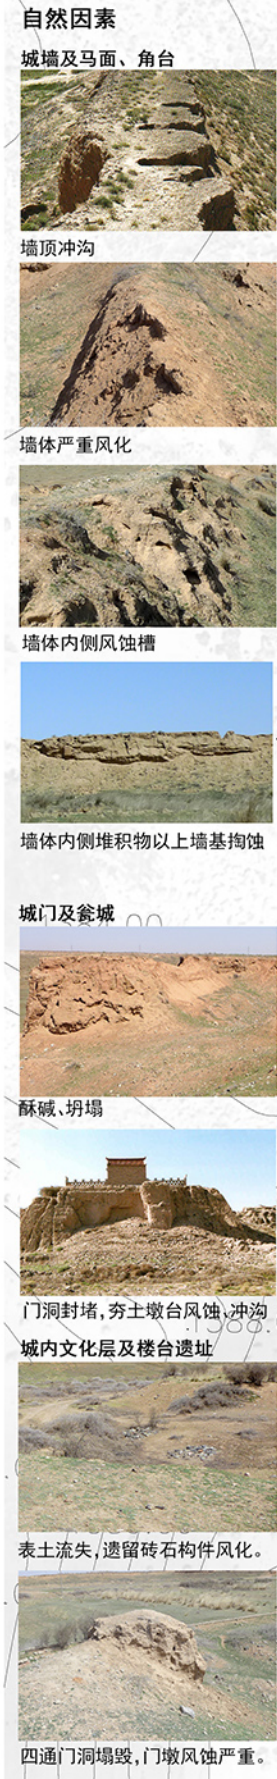 自然因素
城墙及马面、角台
墙顶冲沟
墙体严重风化
墙体内侧风蚀槽
墙体内侧堆积物以上墙基掏蚀
城门及瓮城
酥碱、坍塌
门洞封堵,夯土墩台风蚀、冲沟
城内文化层及楼台遗址
表土流失,遗留砖石构件风化。
四通门洞塌毁,门墩风蚀严重。